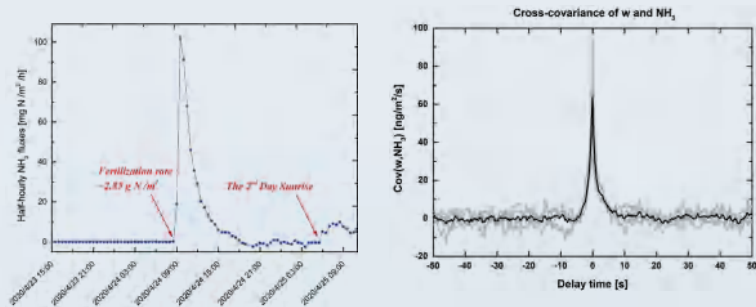 Half-hourly NH₃ fluxes [mg N /m² /h]
100
80
60
40
20
0
Fertilization rate
~2.85 g N /m²
The 2nd Day Sunrise
2020/4/23 15:00
2020/4/23 21:00
2020/4/24 03:00
2020/4/24 09:00
2020/4/24 15:00
2020/4/24 21:00
2020/4/25 03:00
2020/4/25 09:00
Cross-covariance of w and NH₃
Cov(w,NH₃) [ng/m²/s]
100
80
60
40
20
0
-20
-50 -40 -30 -20 -10 0 10 20 30 40 50
Delay time [s]